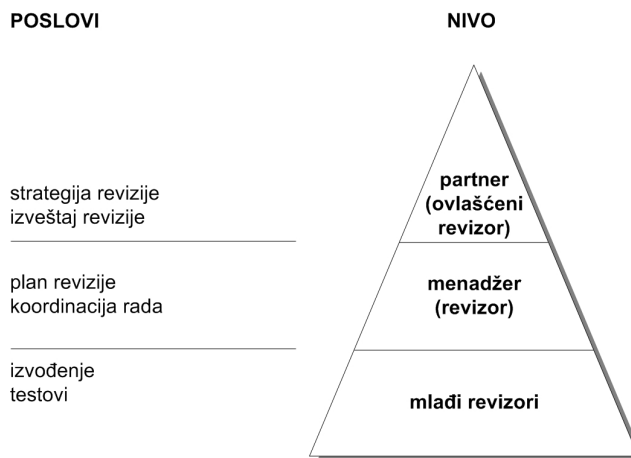 POSLOVI
NIVO
strategija revizije
izveštaj revizije
partner
(ovlašćeni
revizor)
plan revizije
koordinacija rada
menadžer
(revizor)
izvođenje
testovi
mlađi revizori